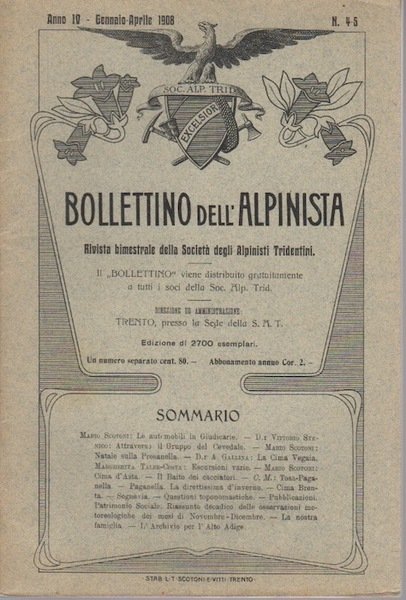 Anno IV - Gennaio-Aprile 1908
N. 4-5
SOC. ALP. TRID.
EXCELSIOR
BOLLETTINO DELL'ALPINISTA
Rivista bimestrale della Società degli Alpinisti Tridentini.
Il „BOLLETTINO" viene distribuito gratuitamente
a tutti i soci della Soc. Alp. Trid.
DIREZIONE ED AMMINISTRAZIONE
TRENTO, presso la Sede della S. A. T.
Edizione di 2700 esemplari.
Un numero separato cent. 80. — Abbonamento annuo Cor. 2. —
SOMMARIO
MARIO SCOTONI: Le automobili in Giudicarie. — D.r VITTORIO STE-
NICO: Attraverso il Gruppo del Cevedale. — MARIO SCOTONI:
Natale sulla Presanella. — D.r A. GALLINA: La Cima Vegaia.
MARGHERITA TALER-COSTA: Escursioni varie. — MARIO SCOTONI:
Cima d'Asta. — Il Baito dei cacciatori. — C. M.: Tosa-Paga-
nella — Paganella. La direttissima d'inverno. — Cima Bren-
ta. — Segnavia. — Questioni toponomastiche. — Pubblicazioni.
Patrimonio Sociale. Riassunto decadico delle osservazioni me-
teorologiche dei mesi di Novembre-Dicembre. — La nostra
famiglia. — L' Archivio per l'Alto Adige.
STAB. L·T·SCOTONI·E·VITTI·TRENTO